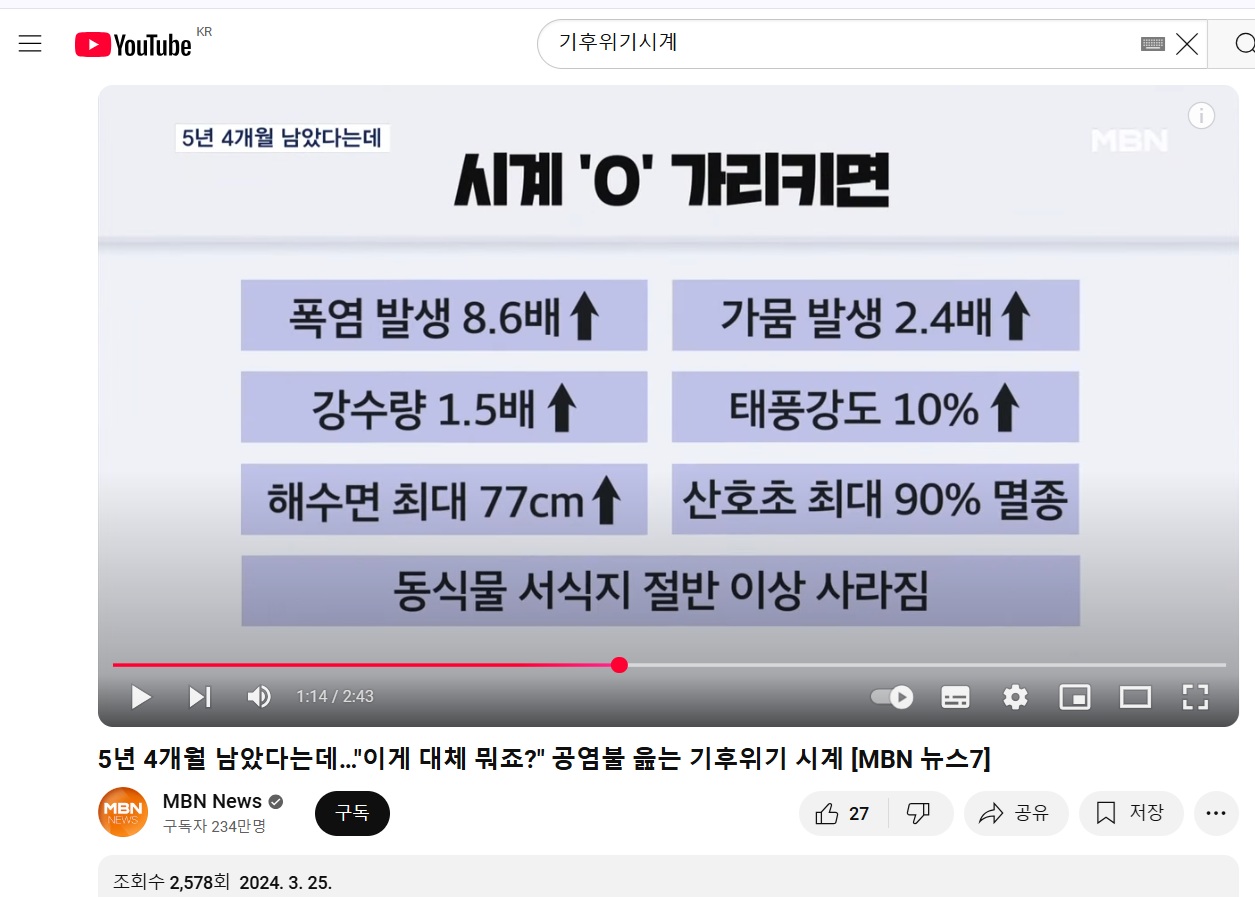 YouTube KR
기후위기시계
5년 4개월 남았다는데
MBN
시계 '0' 가리키면
폭염 발생 8.6배⬆ 가뭄 발생 2.4배⬆
강수량 1.5배⬆ 태풍강도 10%⬆
해수면 최대 77cm⬆ 산호초 최대 90% 멸종
동식물 서식지 절반 이상 사라짐
1:14 / 2:43
5년 4개월 남았다는데..."이게 대체 뭐죠?" 공염불 읊는 기후위기 시계 [MBN 뉴스7]
MBN NEWS
MBN News
구독자 234만명
구독
27
공유
저장
조회수 2,578회 2024. 3. 25.